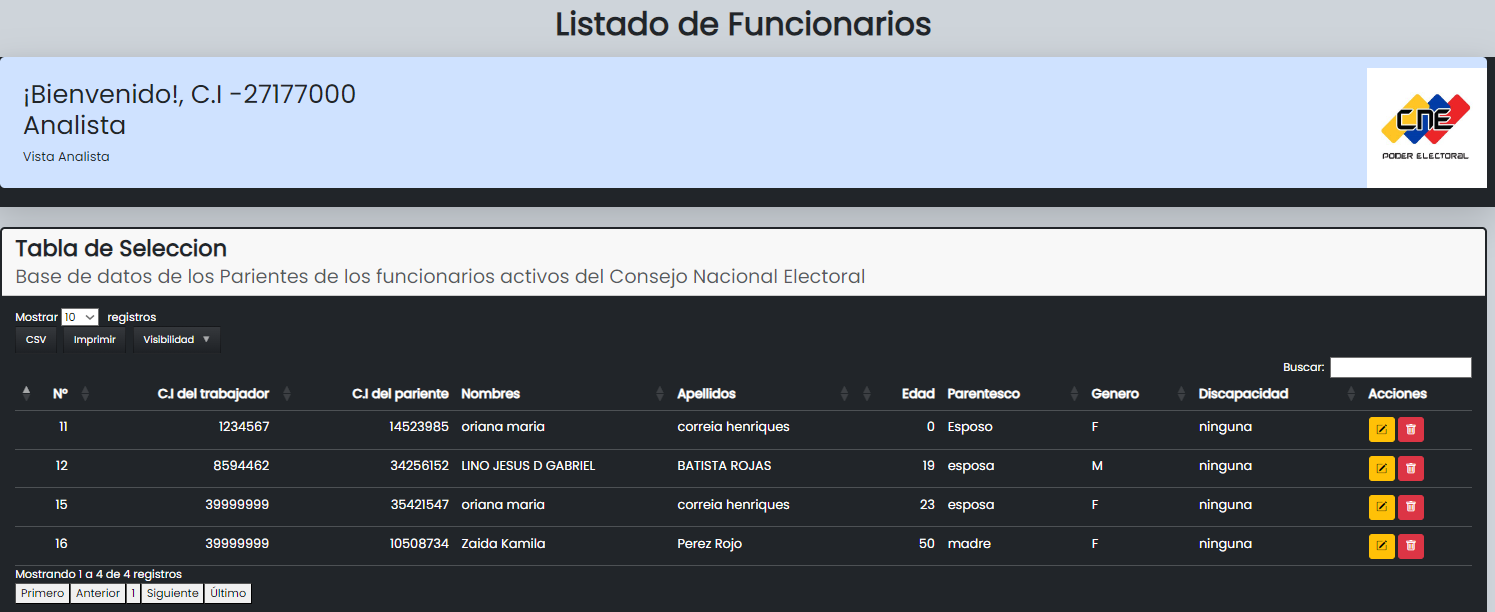 Listado de Funcionarios
¡Bienvenido!, C.I -27177000
Analista
Vista Analista
CNE
PODER ELECTORAL
Tabla de Seleccion
Base de datos de los Parientes de los funcionarios activos del Consejo Nacional Electoral
Mostrar 10 registros
CSV Imprimir Visibilidad ▼
Buscar:
Nº C.I del trabajador C.I del pariente Nombres Apellidos Edad Parentesco Genero Discapacidad Acciones
11 1234567 14523985 oriana maria correia henriques 0 Esposo F ninguna
12 8594462 34256152 LINO JESUS D GABRIEL BATISTA ROJAS 19 esposa M ninguna
15 39999999 35421547 oriana maria correia henriques 23 esposa F ninguna
16 39999999 10508734 Zaida Kamila Perez Rojo 50 madre F ninguna
Mostrando 1 a 4 de 4 registros
Primero Anterior 1 Siguiente Último